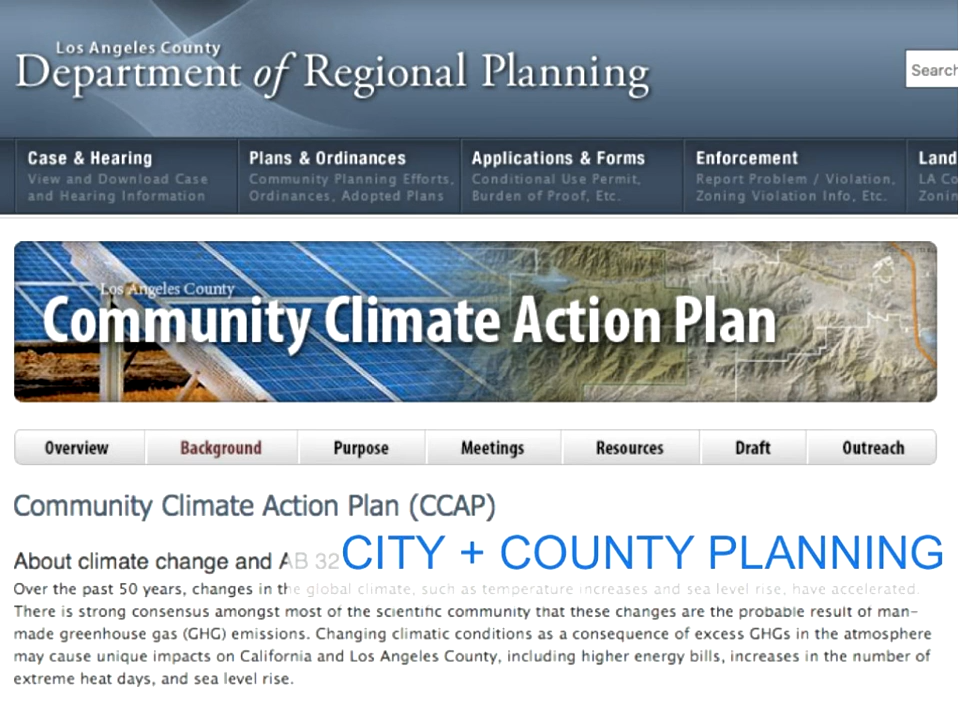 Los Angeles County
Department of Regional Planning
Search
Case & Hearing
View and Download Case
and Hearing Information
Plans & Ordinances
Community Planning Efforts,
Ordinances, Adopted Plans
Applications & Forms
Conditional Use Permit,
Burden of Proof, Etc.
Enforcement
Report Problem / Violation,
Zoning Violation Info, Etc.
Land
LA Co
Zonin
Los Angeles County
Community Climate Action Plan
Overview Background Purpose Meetings Resources Draft Outreach
Community Climate Action Plan (CCAP)
About climate change and AB 32
CITY + COUNTY PLANNING
Over the past 50 years, changes in the global climate, such as temperature increases and sea level rise, have accelerated.
There is strong consensus amongst most of the scientific community that these changes are the probable result of man-
made greenhouse gas (GHG) emissions. Changing climatic conditions as a consequence of excess GHGs in the atmosphere
may cause unique impacts on California and Los Angeles County, including higher energy bills, increases in the number of
extreme heat days, and sea level rise.